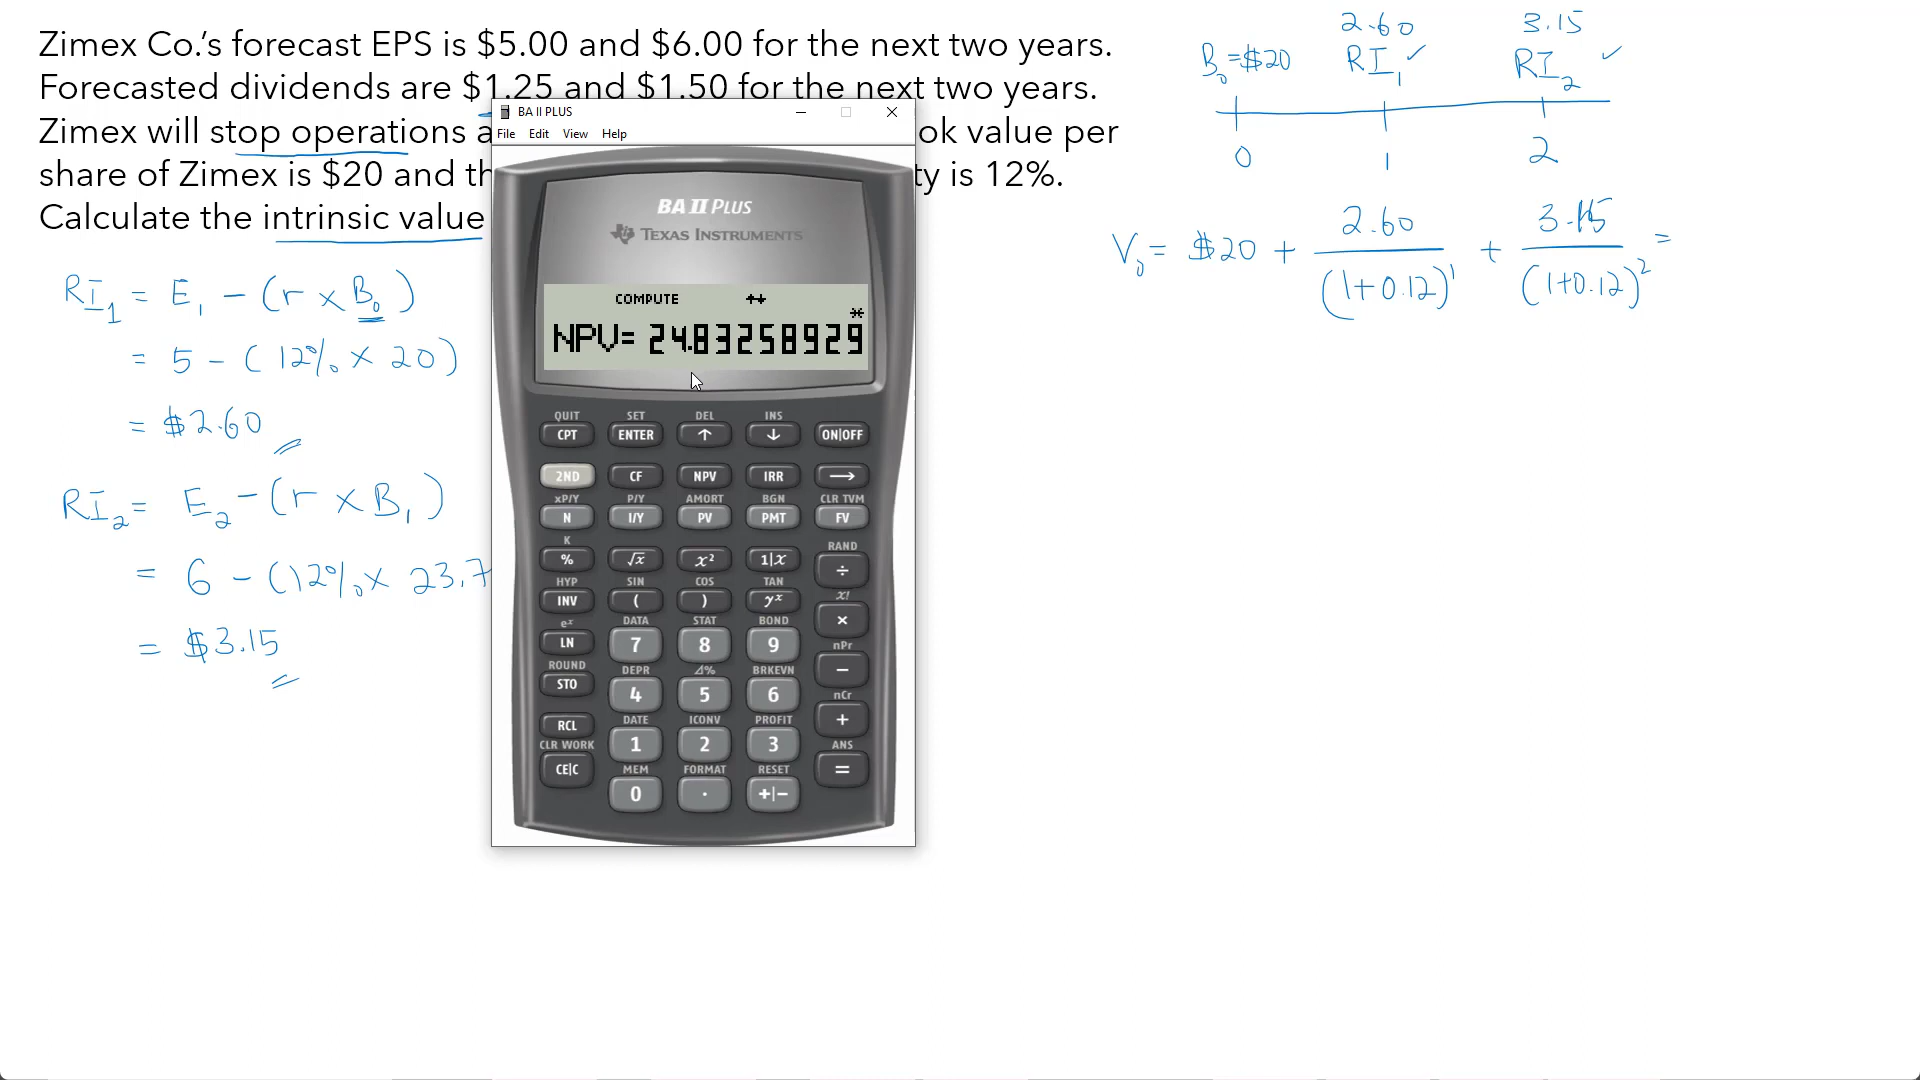 Zimex Co.'s forecast EPS is $5.00 and $6.00 for the next two years.
Forecasted dividends are $1.25 and $1.50 for the next two years.
Zimex will stop operations a ok value per
share of Zimex is $20 and th ty is 12%.
Calculate the intrinsic value
RI₁ = E₁ - (r × B₀)
= 5 - (12% × 20)
= $2.60
RI₂ = E₂ - (r × B₁)
= 6 - (12% × 23.7
= $3.15
BA II PLUS
File Edit View Help
BA II PLUS
TEXAS INSTRUMENTS
COMPUTE
NPV= 24.83258929
QUIT SET DEL INS
CPT ENTER ↑ ↓ ON|OFF
2ND CF NPV IRR →
xP/Y P/Y AMORT BGN CLR TVM
N I/Y PV PMT FV
K RAND
% √x x² 1|x ÷
HYP SIN COS TAN x!
INV ( ) yˣ ×
eˣ DATA STAT BOND nPr
LN 7 8 9 −
ROUND DEPR Δ% BRKEVN nCr
STO 4 5 6 +
DATE ICONV PROFIT
RCL 1 2 3
CLR WORK MEM FORMAT RESET ANS
CE|C 0 . +|− =
2.60 3.15
B₀=$20 RI₁ ✓ RI₂ ✓
0 1 2
V₀ = $20 + 2.60 + 3.15 =
(1+0.12)¹ (1+0.12)²